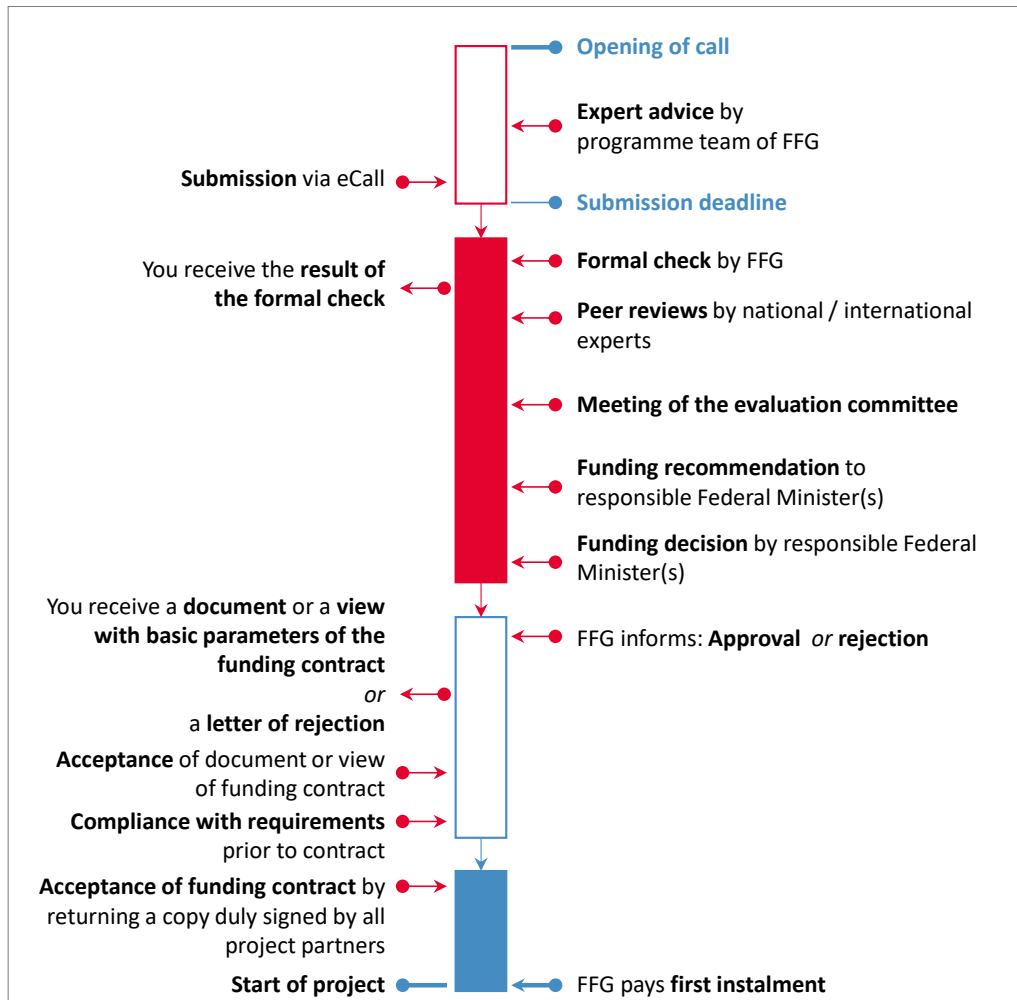 Opening of call
Expert advice by
programme team of FFG
Submission via eCall
Submission deadline
Formal check by FFG
You receive the result of
the formal check
Peer reviews by national / international
experts
Meeting of the evaluation committee
Funding recommendation to
responsible Federal Minister(s)
Funding decision by responsible Federal
Minister(s)
You receive a document or a view
with basic parameters of the
funding contract
or
a letter of rejection
FFG informs: Approval or rejection
Acceptance of document or view
of funding contract
Compliance with requirements
prior to contract
Acceptance of funding contract by
returning a copy duly signed by all
project partners
Start of project
FFG pays first instalment